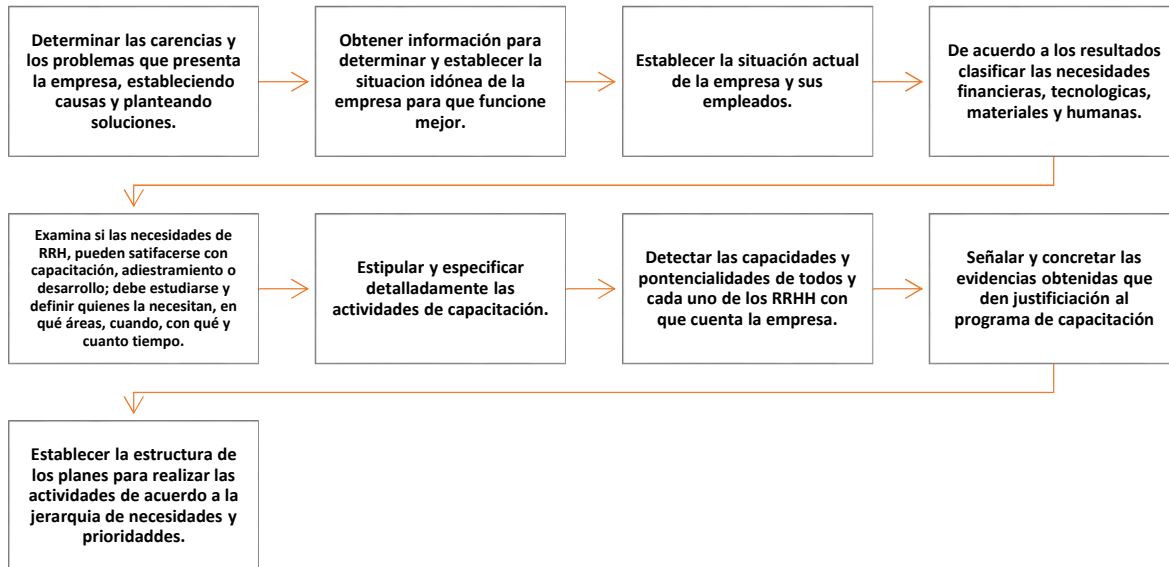 Determinar las carencias y
los problemas que presenta
la empresa, estableciendo
causas y planteando
soluciones.
Obtener información para
determinar y establecer la
situacion idónea de la
empresa para que funcione
mejor.
Establecer la situación actual
de la empresa y sus
empleados.
De acuerdo a los resultados
clasificar las necesidades
financieras, tecnologicas,
materiales y humanas.
Examina si las necesidades de
RRH, pueden satifacerse con
capacitación, adiestramiento o
desarrollo; debe estudiarse y
definir quienes la necesitan, en
qué áreas, cuando, con qué y
cuanto tiempo.
Estipular y especificar
detalladamente las
actividades de capacitación.
Detectar las capacidades y
pontencialidades de todos y
cada uno de los RRHH con
que cuenta la empresa.
Señalar y concretar las
evidencias obtenidas que
den justificiación al
programa de capacitación
Establecer la estructura de
los planes para realizar las
actividades de acuerdo a la
jerarquia de necesidades y
prioridaddes.